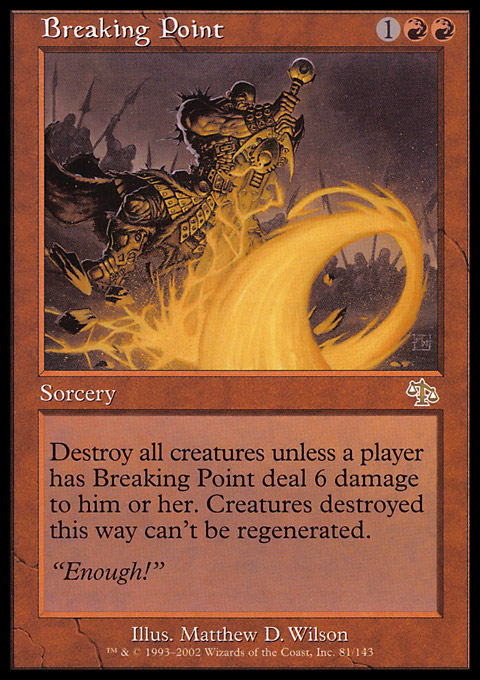 Breaking Point 1
Sorcery
Destroy all creatures unless a player
has Breaking Point deal 6 damage
to him or her. Creatures destroyed
this way can't be regenerated.
“Enough!”
Illus. Matthew D. Wilson
™ & © 1993–2002 Wizards of the Coast, Inc. 81/143